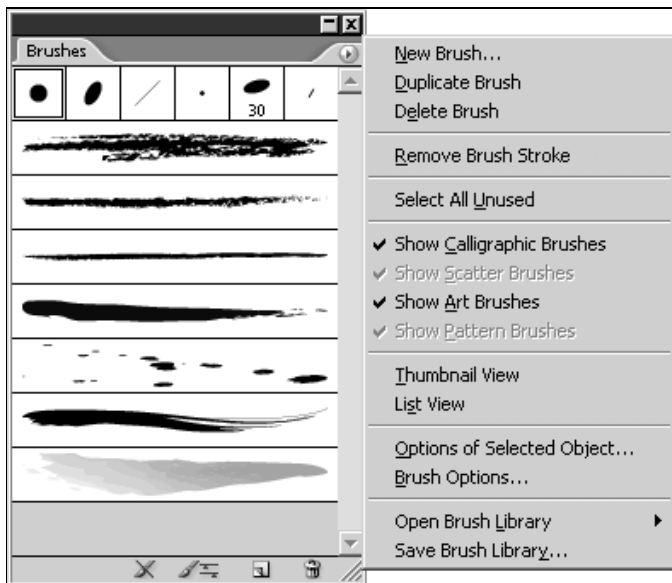 Brushes
30
New Brush...
Duplicate Brush
Delete Brush
Remove Brush Stroke
Select All Unused
Show Calligraphic Brushes
Show Scatter Brushes
Show Art Brushes
Show Pattern Brushes
Thumbnail View
List View
Options of Selected Object...
Brush Options...
Open Brush Library
Save Brush Library...